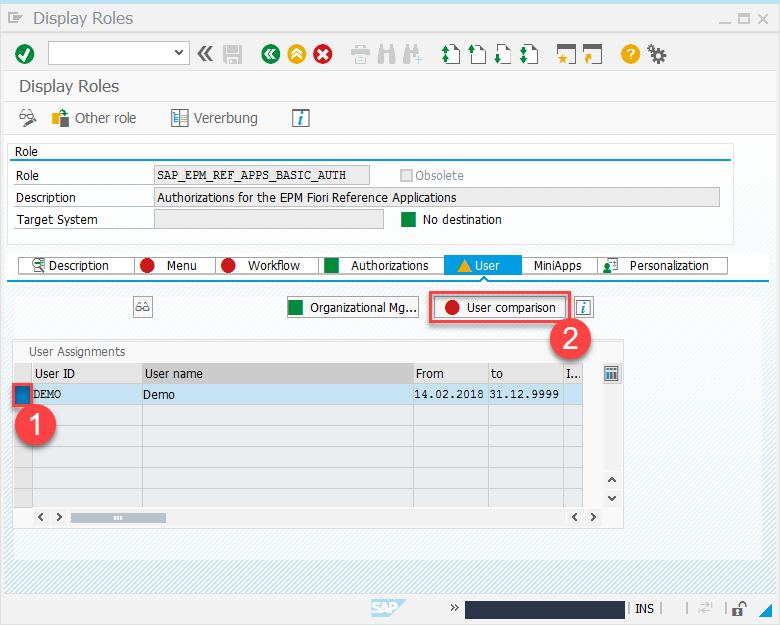 Display Roles
Display Roles
Other role Vererbung
Role
Role SAP_EPM_REF_APPS_BASIC_AUTH Obsolete
Description Authorizations for the EPM Fiori Reference Applications
Target System No destination
Description Menu Workflow Authorizations User MiniApps Personalization
Organizational Mg... User comparison
2
User Assignments
User ID User name From to I...
DEMO Demo 14.02.2018 31.12.9999
1
SAP INS